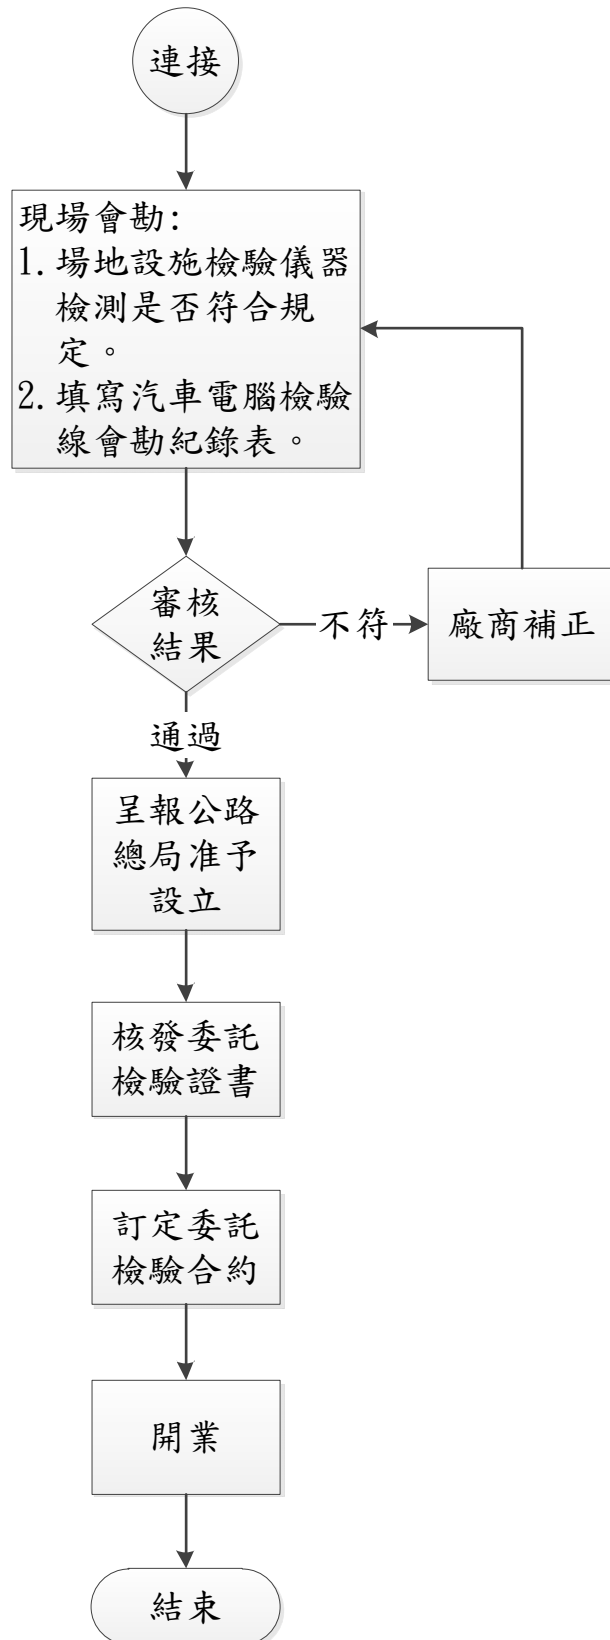 連接
現場會勘:
1. 場地設施檢驗儀器
檢測是否符合規
定。
2. 填寫汽車電腦檢驗
線會勘紀錄表。
審核
結果
不符
廠商補正
通過
呈報公路
總局准予
設立
核發委託
檢驗證書
訂定委託
檢驗合約
開業
結束